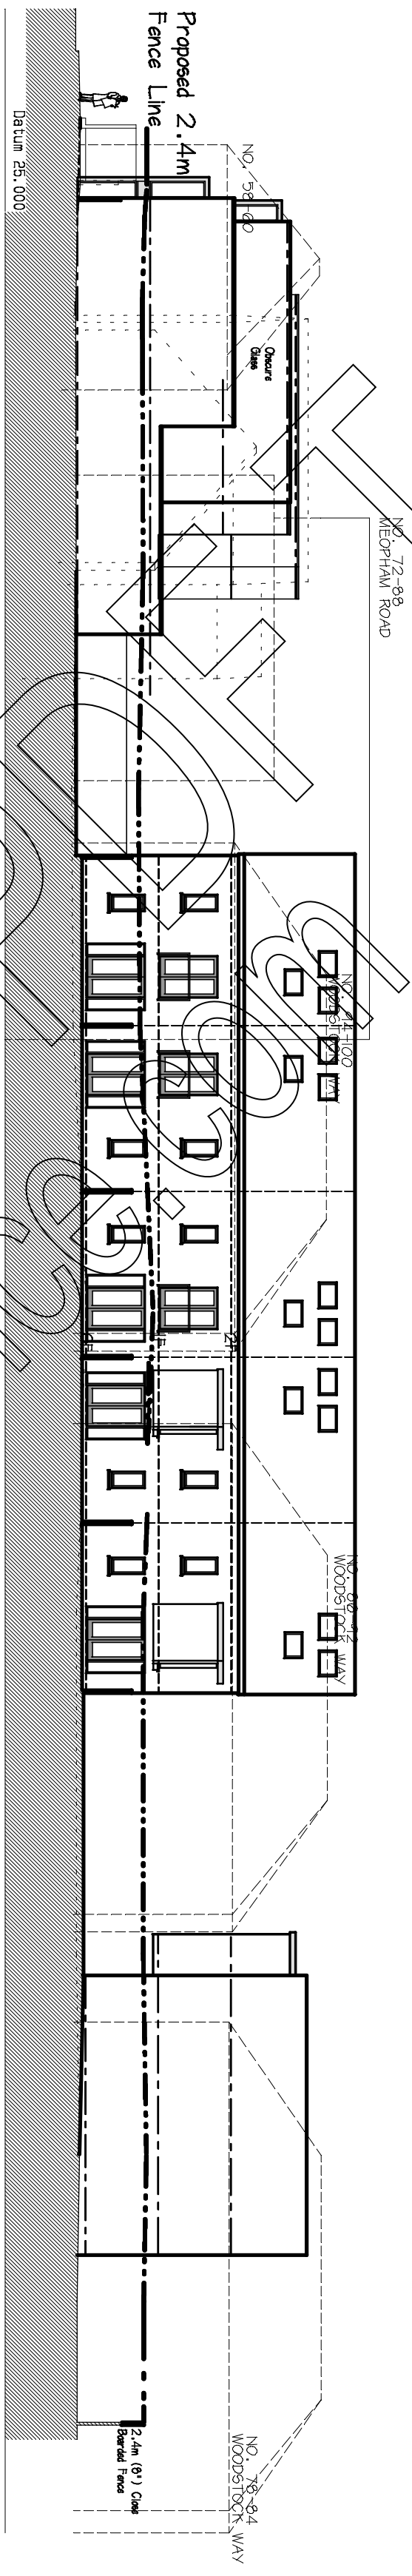 Proposed 2.4m
Fence Line
Datum 25.000
NO. 58-60
Obscure
Glass
NO. 72-88
MEOPHAM ROAD
NO. 94-100
WOODSTOCK WAY
NO. 86-92
WOODSTOCK WAY
NO. 78-84
WOODSTOCK WAY
2.4m (8") Close
Boarded Fence